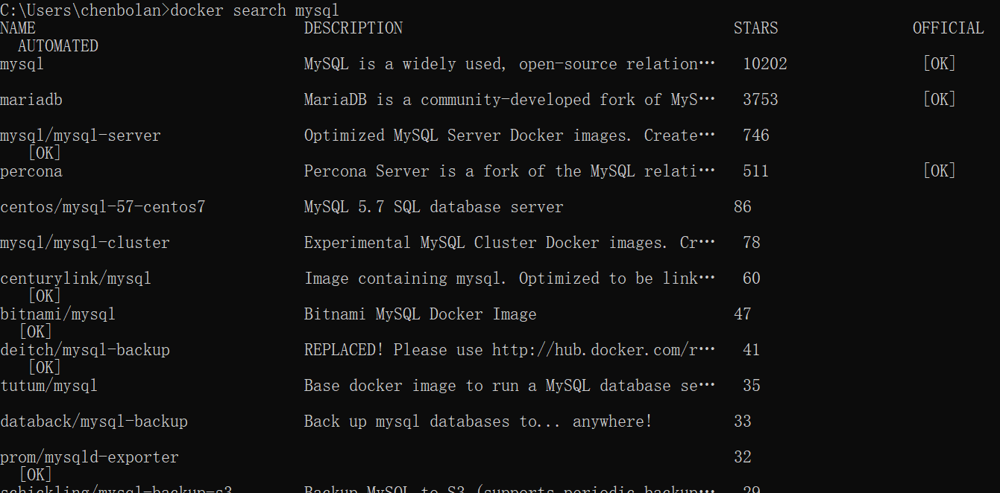 C:\Users\chenbolan>docker search mysql
NAME DESCRIPTION STARS OFFICIAL
AUTOMATED
mysql MySQL is a widely used, open-source relation… 10202 [OK]
mariadb MariaDB is a community-developed fork of MyS… 3753 [OK]
mysql/mysql-server Optimized MySQL Server Docker images. Create… 746
[OK]
percona Percona Server is a fork of the MySQL relati… 511 [OK]
centos/mysql-57-centos7 MySQL 5.7 SQL database server 86
mysql/mysql-cluster Experimental MySQL Cluster Docker images. Cr… 78
centurylink/mysql Image containing mysql. Optimized to be link… 60
[OK]
bitnami/mysql Bitnami MySQL Docker Image 47
[OK]
deitch/mysql-backup REPLACED! Please use http://hub.docker.com/r… 41
[OK]
tutum/mysql Base docker image to run a MySQL database se… 35
databack/mysql-backup Back up mysql databases to... anywhere! 33
prom/mysqld-exporter 32
[OK]
schickling/mysql-backup-s3 Backup MySQL to S3 (supports periodic backup… 29